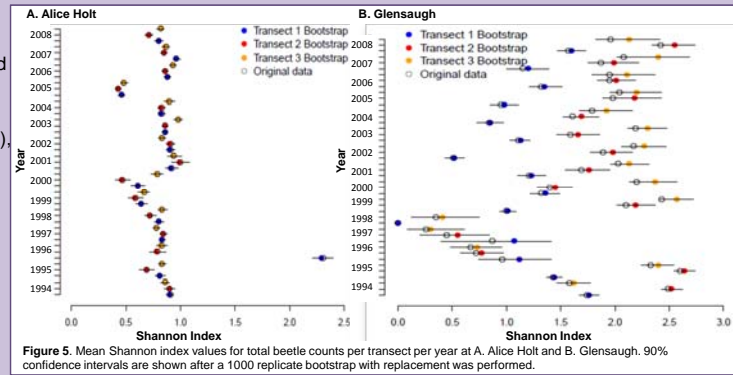 A. Alice Holt
Transect 1 Bootstrap
Transect 2 Bootstrap
Transect 3 Bootstrap
Original data
Year
2008
2007
2006
2005
2004
2003
2002
2001
2000
1999
1998
1997
1996
1995
1994
0.0 0.5 1.0 1.5 2.0 2.5
Shannon Index
B. Glensaugh
Transect 1 Bootstrap
Transect 2 Bootstrap
Transect 3 Bootstrap
Original data
Year
2008
2007
2006
2005
2004
2003
2002
2001
2000
1999
1998
1997
1996
1995
1994
0.0 0.5 1.0 1.5 2.0 2.5 3.0
Shannon Index
Figure 5. Mean Shannon index values for total beetle counts per transect per year at A. Alice Holt and B. Glensaugh. 90%
confidence intervals are shown after a 1000 replicate bootstrap with replacement was performed.